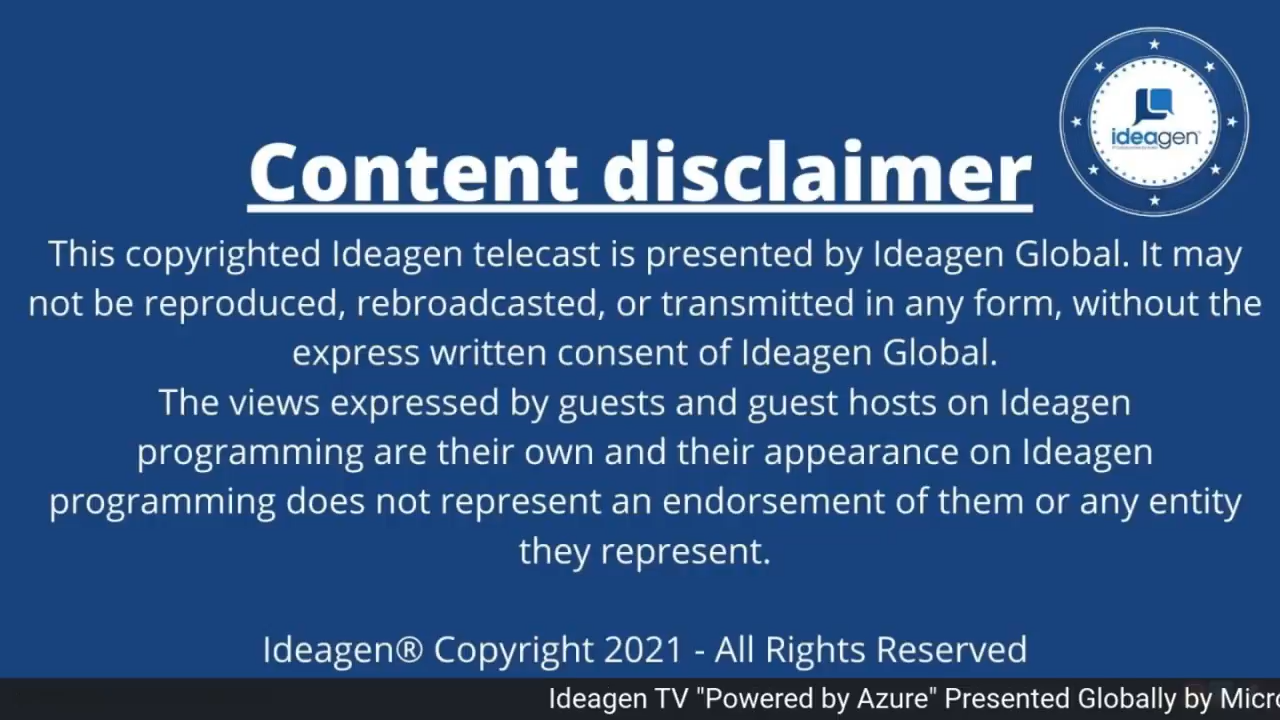 ideagen
Content disclaimer
This copyrighted Ideagen telecast is presented by Ideagen Global. It may
not be reproduced, rebroadcasted, or transmitted in any form, without the
express written consent of Ideagen Global.
The views expressed by guests and guest hosts on Ideagen
programming are their own and their appearance on Ideagen
programming does not represent an endorsement of them or any entity
they represent.
Ideagen® Copyright 2021 - All Rights Reserved
Ideagen TV "Powered by Azure" Presented Globally by Micro